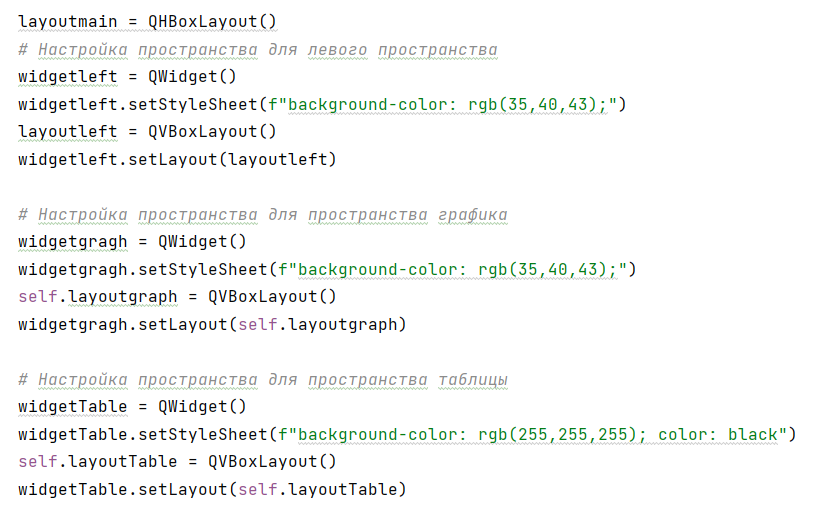 layoutmain = QHBoxLayout()
# Настройка пространства для левого пространства
widgetleft = QWidget()
widgetleft.setStyleSheet(f"background-color: rgb(35,40,43);")
layoutleft = QVBoxLayout()
widgetleft.setLayout(layoutleft)
# Настройка пространства для пространства графика
widgetgragh = QWidget()
widgetgragh.setStyleSheet(f"background-color: rgb(35,40,43);")
self.layoutgraph = QVBoxLayout()
widgetgragh.setLayout(self.layoutgraph)
# Настройка пространства для пространства таблицы
widgetTable = QWidget()
widgetTable.setStyleSheet(f"background-color: rgb(255,255,255); color: black")
self.layoutTable = QVBoxLayout()
widgetTable.setLayout(self.layoutTable)